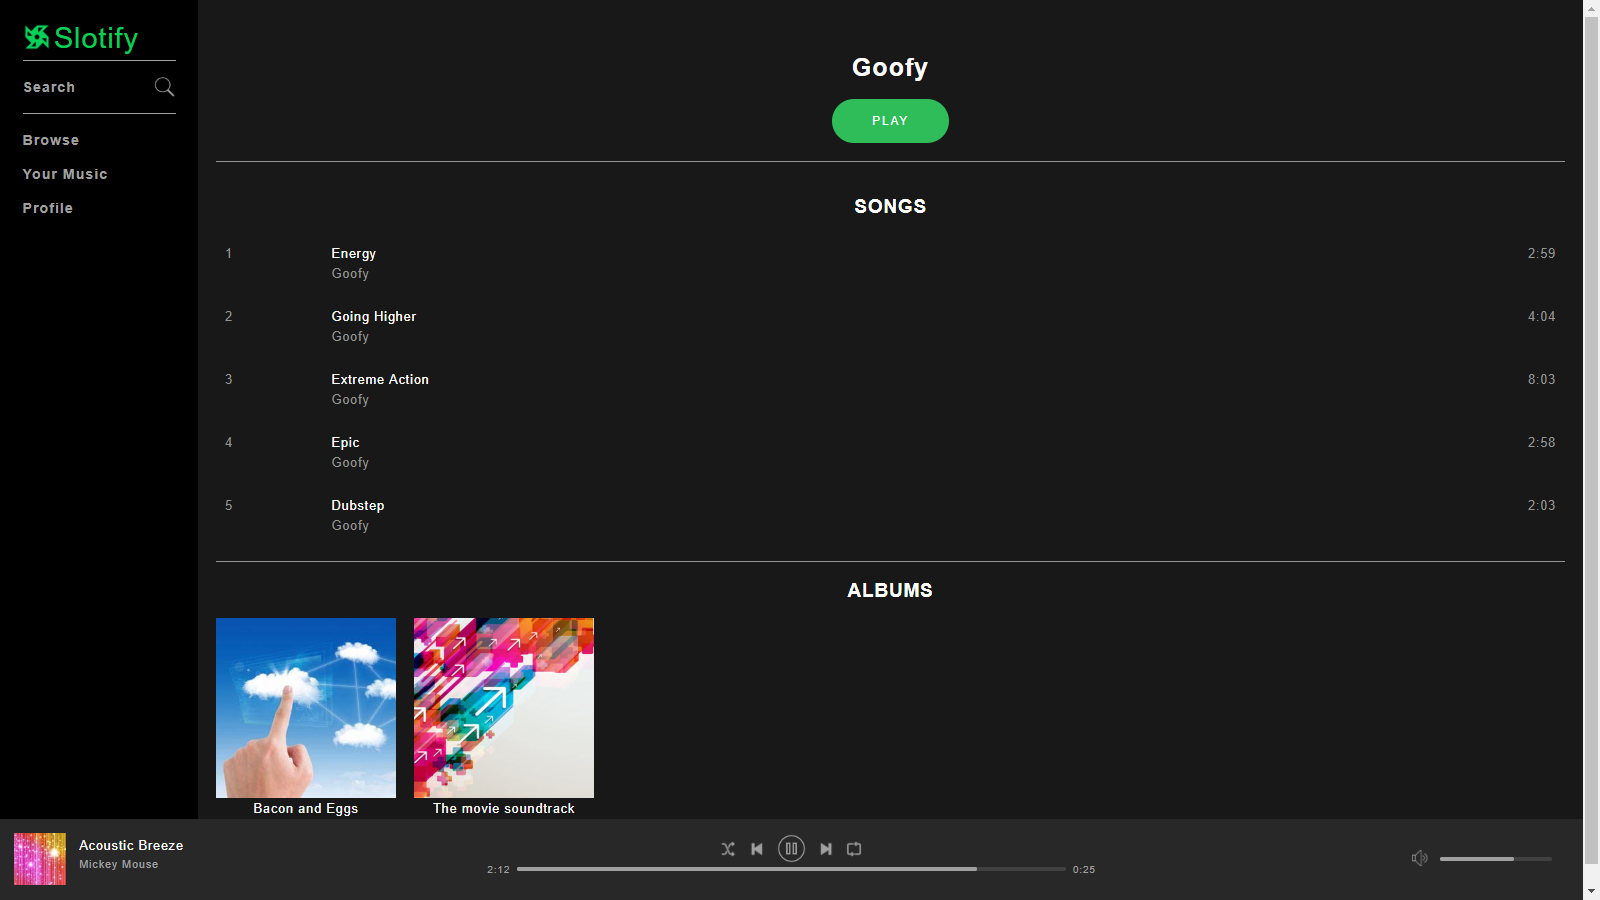 Slotify
Search
Browse
Your Music
Profile
Goofy
PLAY
SONGS
1 Energy 2:59
Goofy
2 Going Higher 4:04
Goofy
3 Extreme Action 8:03
Goofy
4 Epic 2:58
Goofy
5 Dubstep 2:03
Goofy
ALBUMS
Bacon and Eggs
The movie soundtrack
Acoustic Breeze
Mickey Mouse
2:12 0:25